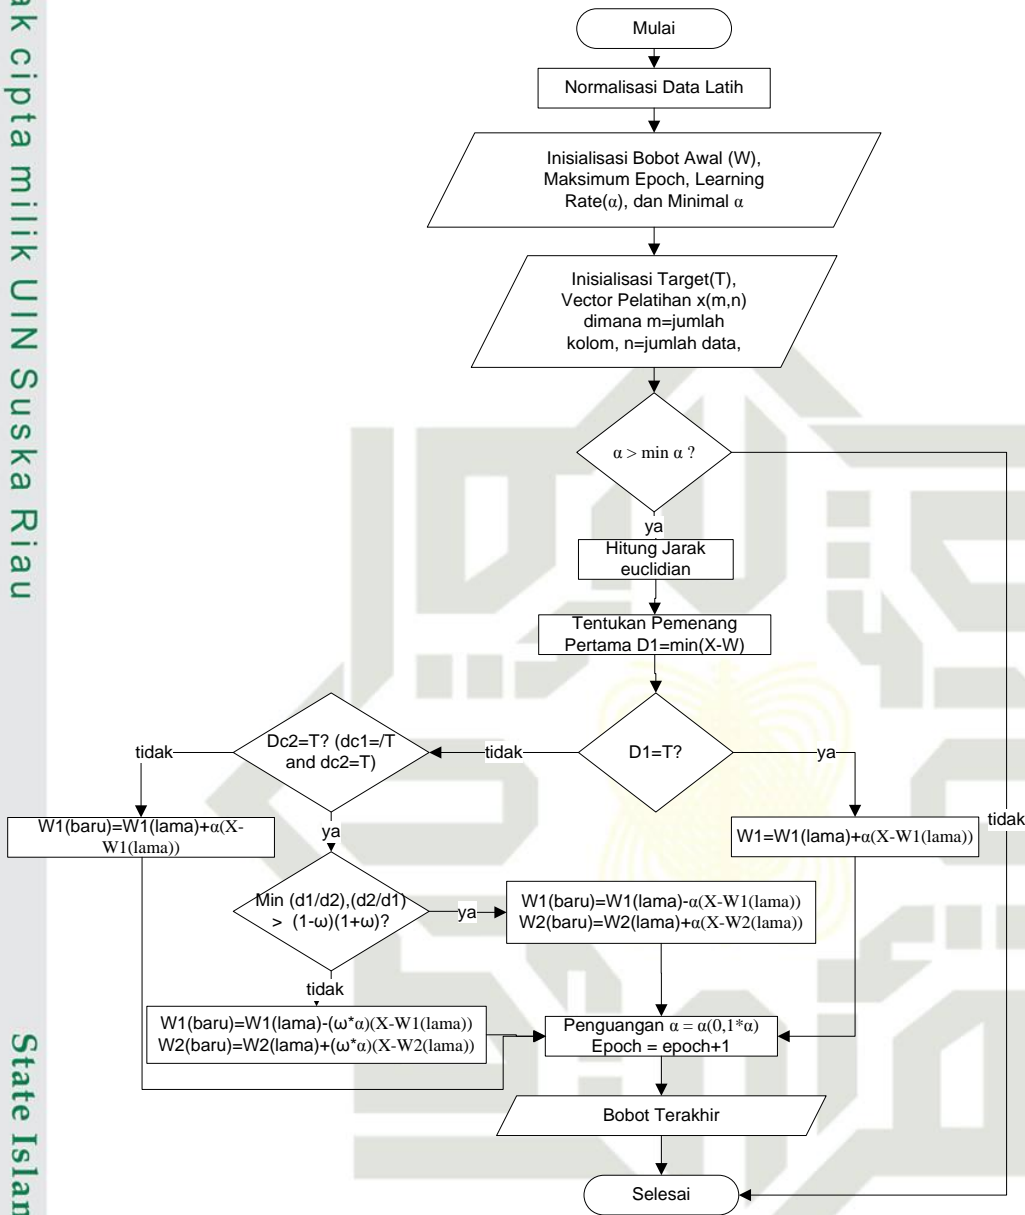 ak cipta milik UIN Suska Riau
State Islam
Mulai
Normalisasi Data Latih
Inisialisasi Bobot Awal (W),
Maksimum Epoch, Learning
Rate(α), dan Minimal α
Inisialisasi Target(T),
Vector Pelatihan x(m,n)
dimana m=jumlah
kolom, n=jumlah data,
α > min α ?
ya
tidak
Hitung Jarak
euclidian
Tentukan Pemenang
Pertama D1=min(X-W)
D1=T?
tidak
ya
Dc2=T? (dc1=/T
and dc2=T)
tidak
ya
W1(baru)=W1(lama)+α(X-
W1(lama))
W1=W1(lama)+α(X-W1(lama))
Min (d1/d2),(d2/d1)
> (1-ω)(1+ω)?
ya
tidak
W1(baru)=W1(lama)-α(X-W1(lama))
W2(baru)=W2(lama)+α(X-W2(lama))
W1(baru)=W1(lama)-(ω*α)(X-W1(lama))
W2(baru)=W2(lama)+(ω*α)(X-W2(lama))
Penguangan α = α(0,1*α)
Epoch = epoch+1
Bobot Terakhir
Selesai